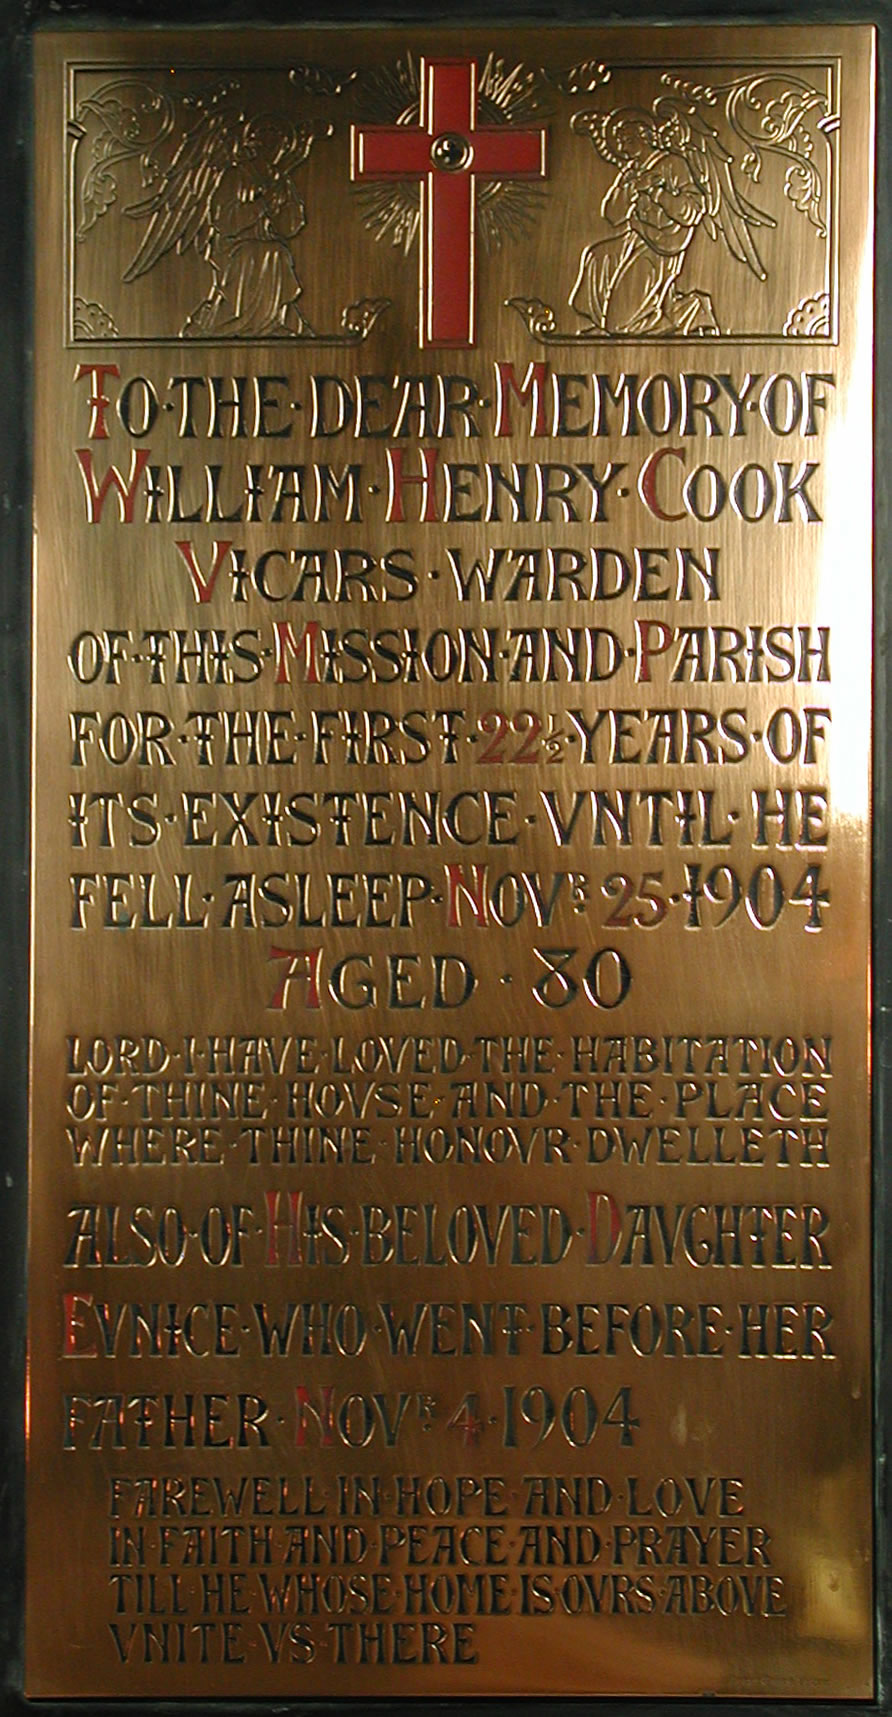 TO·THE·DEAR·MEMORY·OF
WILLIAM·HENRY·COOK
VICARS·WARDEN
OF·THIS·MISSION·AND·PARISH
FOR·THE·FIRST·22½·YEARS·OF
ITS·EXISTENCE·VNTIL·HE
FELL·ASLEEP·NOVR·25·1904
AGED·80
LORD·I·HAVE·LOVED·THE·HABITATION
OF·THINE·HOVSE·AND·THE·PLACE
WHERE·THINE·HONOVR·DWELLETH
ALSO·OF·HIS·BELOVED·DAVGHTER
EVNICE·WHO·WENT·BEFORE·HER
FATHER·NOVR·4·1904
FAREWELL·IN·HOPE·AND·LOVE
IN·FAITH·AND·PEACE·AND·PRAYER
TILL·HE·WHOSE·HOME·IS·OVRS·ABOVE
VNITE·VS·THERE